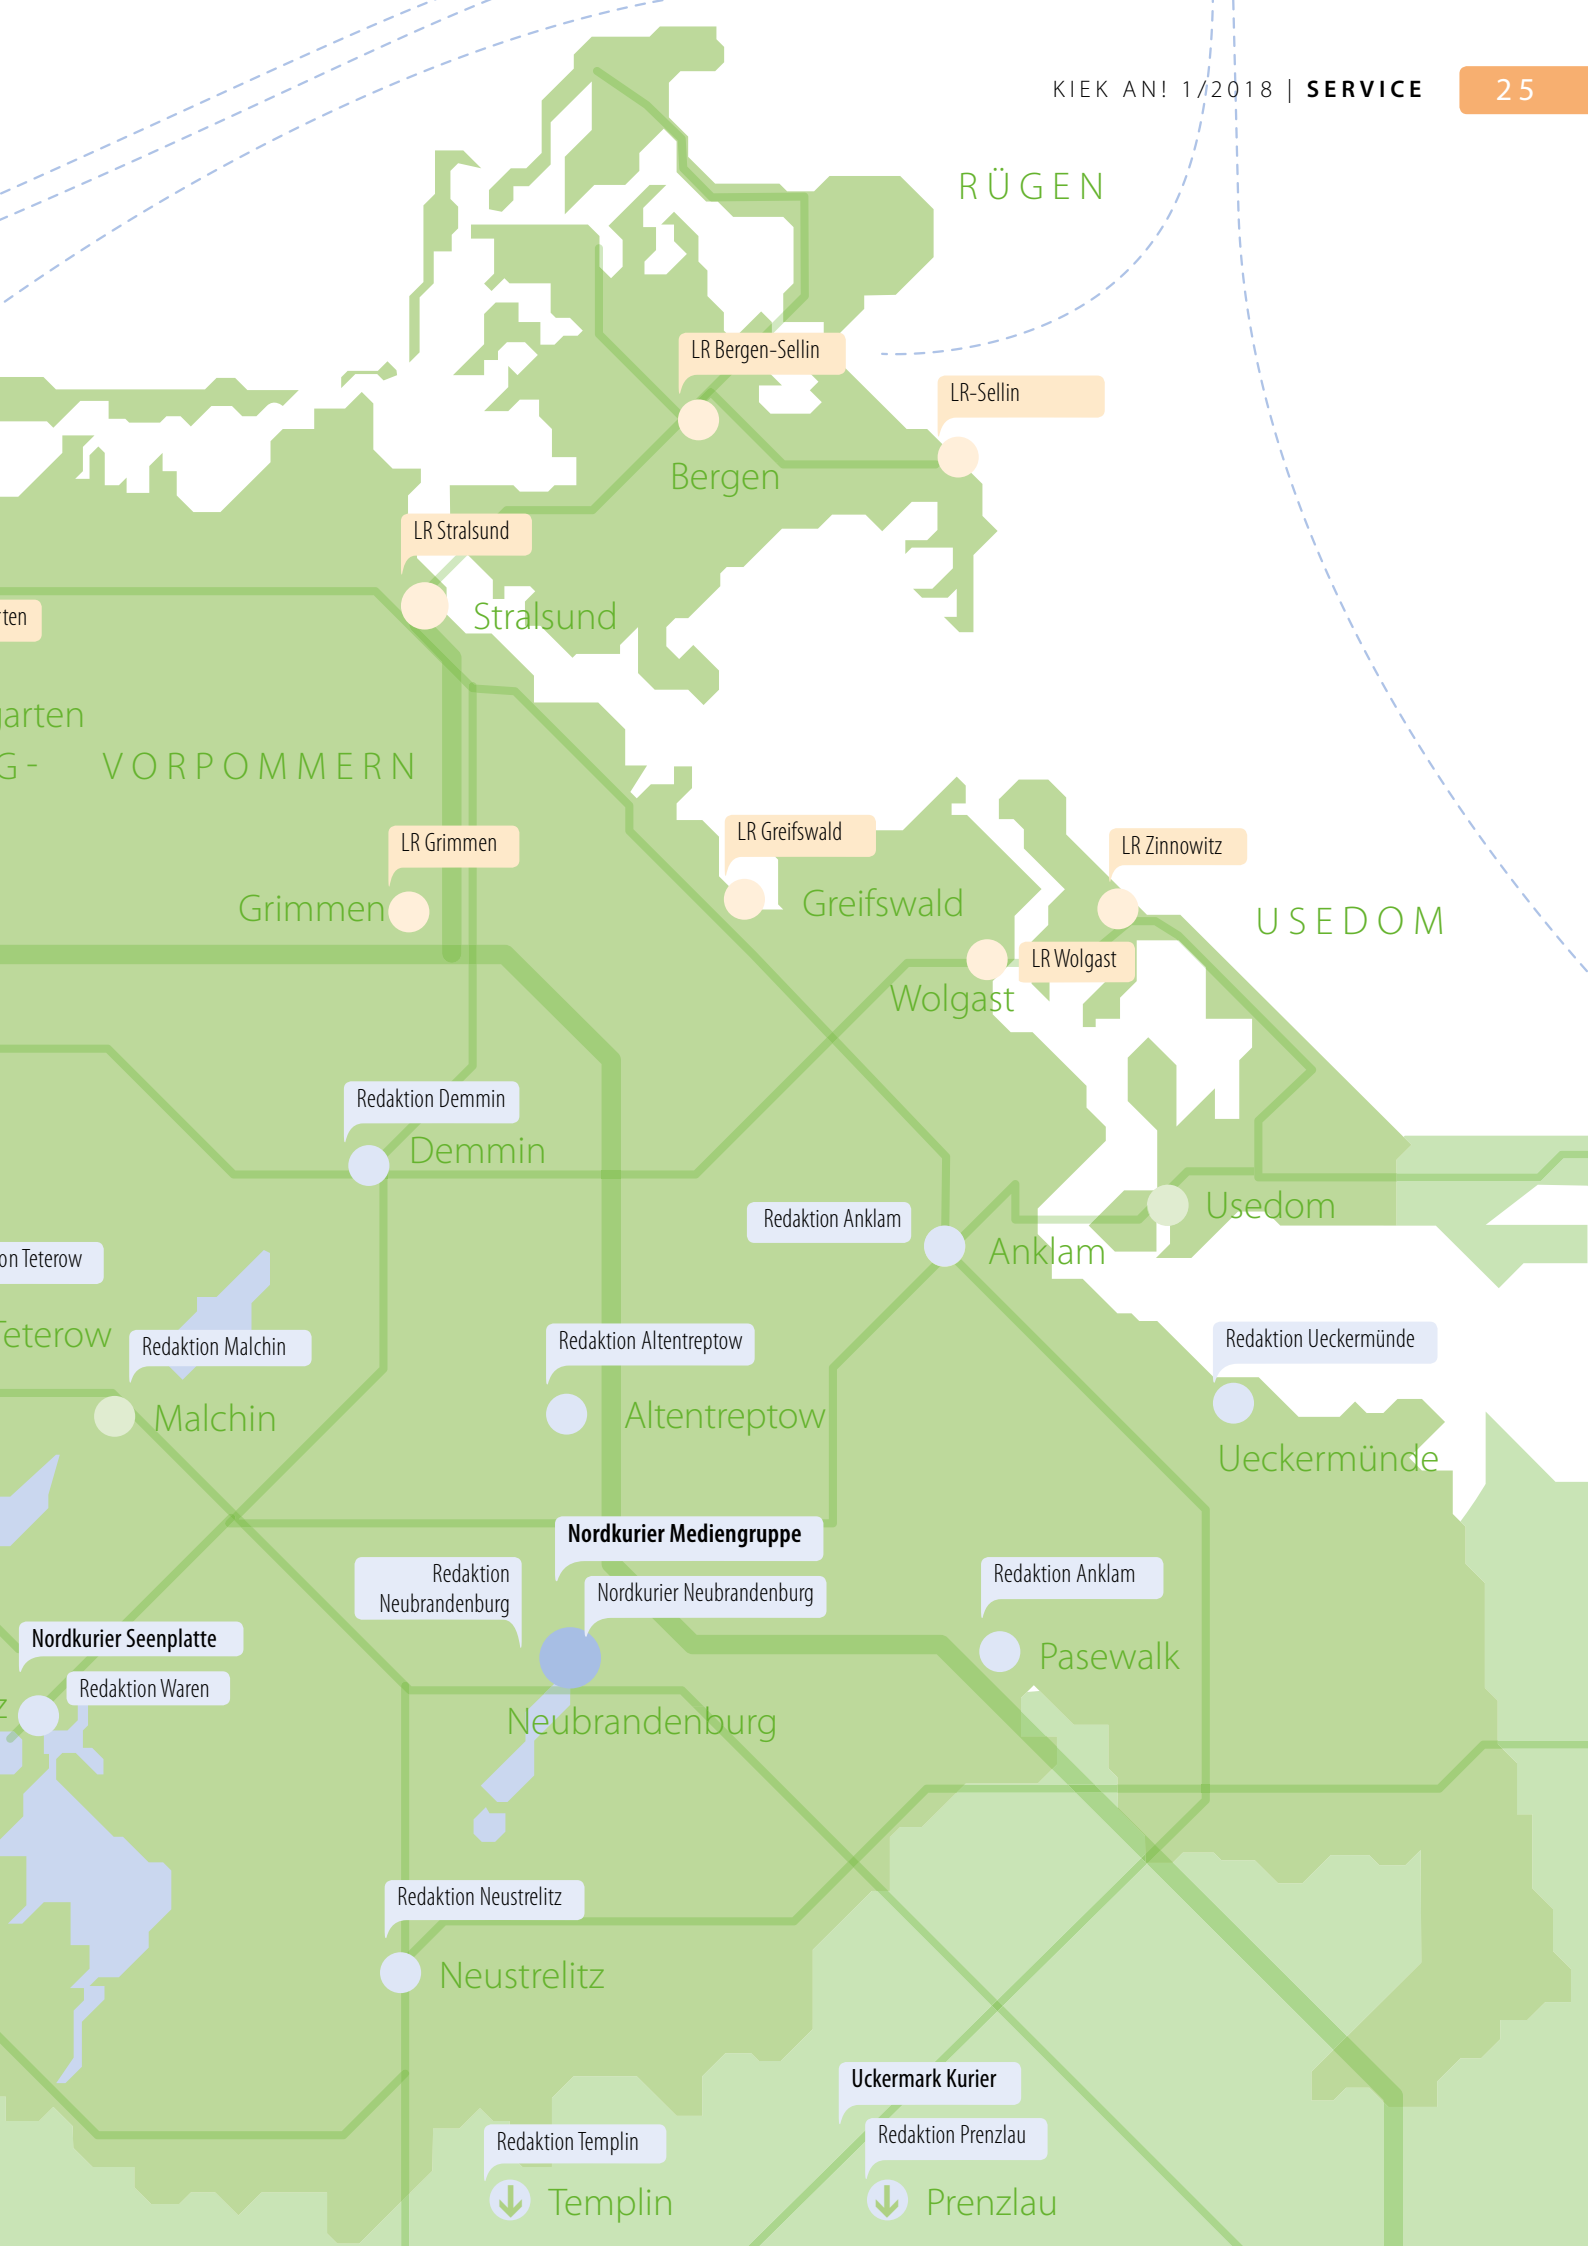 KIEK AN! 1/2018 | SERVICE 25
RÜGEN
LR Bergen-Sellin
LR-Sellin
Bergen
LR Stralsund
Stralsund
rten
garten
G- VORPOMMERN
LR Grimmen
LR Greifswald
LR Zinnowitz
Grimmen
Greifswald
USEDOM
LR Wolgast
Wolgast
Redaktion Demmin
Demmin
Redaktion Anklam
Usedom
Anklam
on Teterow
Teterow
Redaktion Malchin
Redaktion Altentreptow
Redaktion Ueckermünde
Malchin
Altentreptow
Ueckermünde
Nordkurier Mediengruppe
Redaktion
Neubrandenburg
Nordkurier Neubrandenburg
Redaktion Anklam
Nordkurier Seenplatte
Pasewalk
Redaktion Waren
z
Neubrandenburg
Redaktion Neustrelitz
Neustrelitz
Uckermark Kurier
Redaktion Templin
Redaktion Prenzlau
Templin
Prenzlau